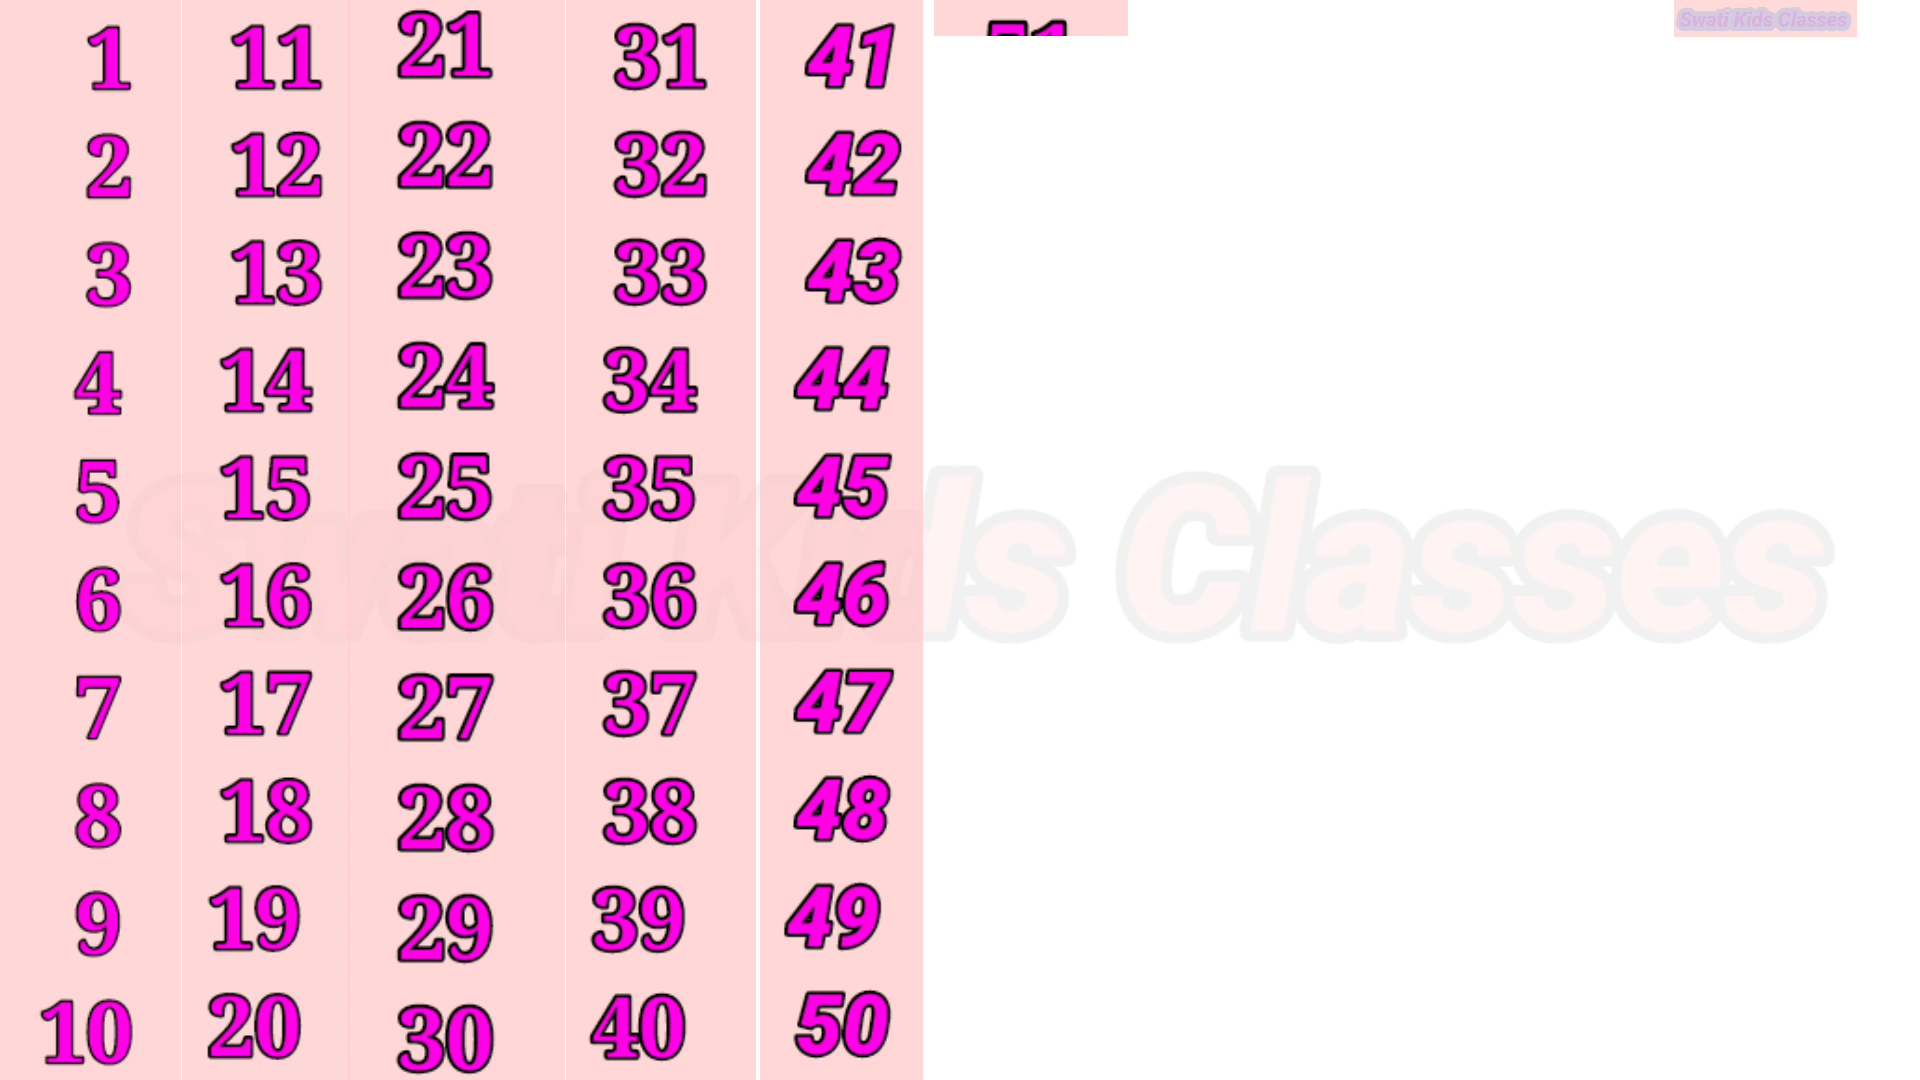 1 11 21 31 41
2 12 22 32 42
3 13 23 33 43
4 14 24 34 44
5 15 25 35 45
6 16 26 36 46
7 17 27 37 47
8 18 28 38 48
9 19 29 39 49
10 20 30 40 50
Swati Kids Classes
Swati Kids Classes